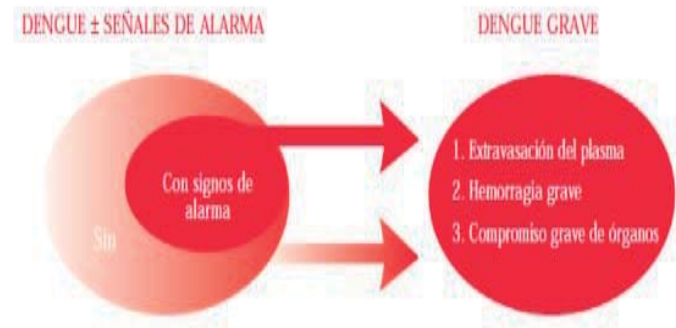 DENGUE ± SEÑALES DE ALARMA
DENGUE GRAVE
Con signos de
alarma
Sin
1. Extravasación del plasma
2. Hemorragia grave
3. Compromiso grave de órganos